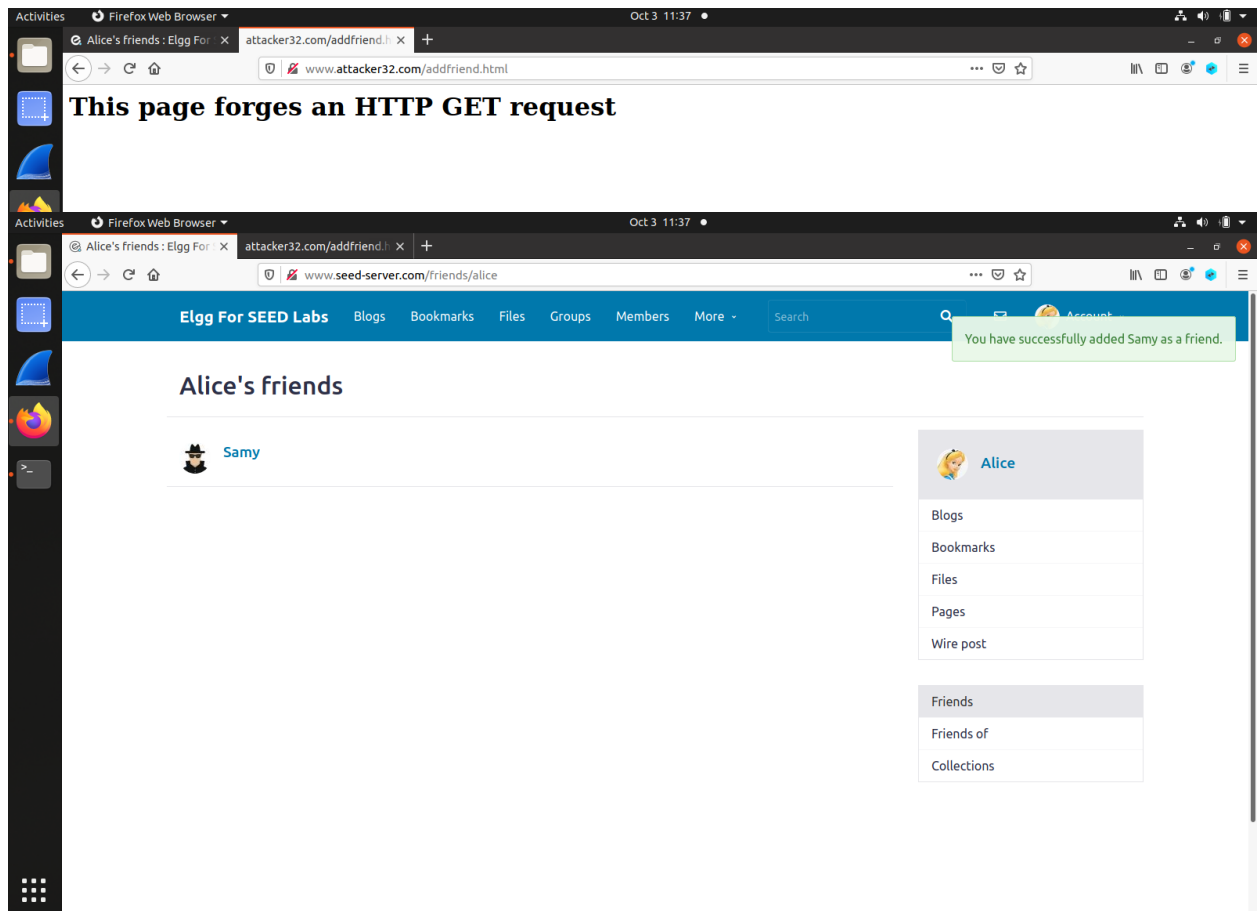 Activities Firefox Web Browser Oct 3 11:37
Alice's friends : Elgg For attacker32.com/addfriend.h
www.attacker32.com/addfriend.html
This page forges an HTTP GET request
Activities Firefox Web Browser Oct 3 11:37
Alice's friends : Elgg For attacker32.com/addfriend.h
www.seed-server.com/friends/alice
Elgg For SEED Labs Blogs Bookmarks Files Groups Members More Search Account
You have successfully added Samy as a friend.
Alice's friends
Samy
Alice
Blogs
Bookmarks
Files
Pages
Wire post
Friends
Friends of
Collections